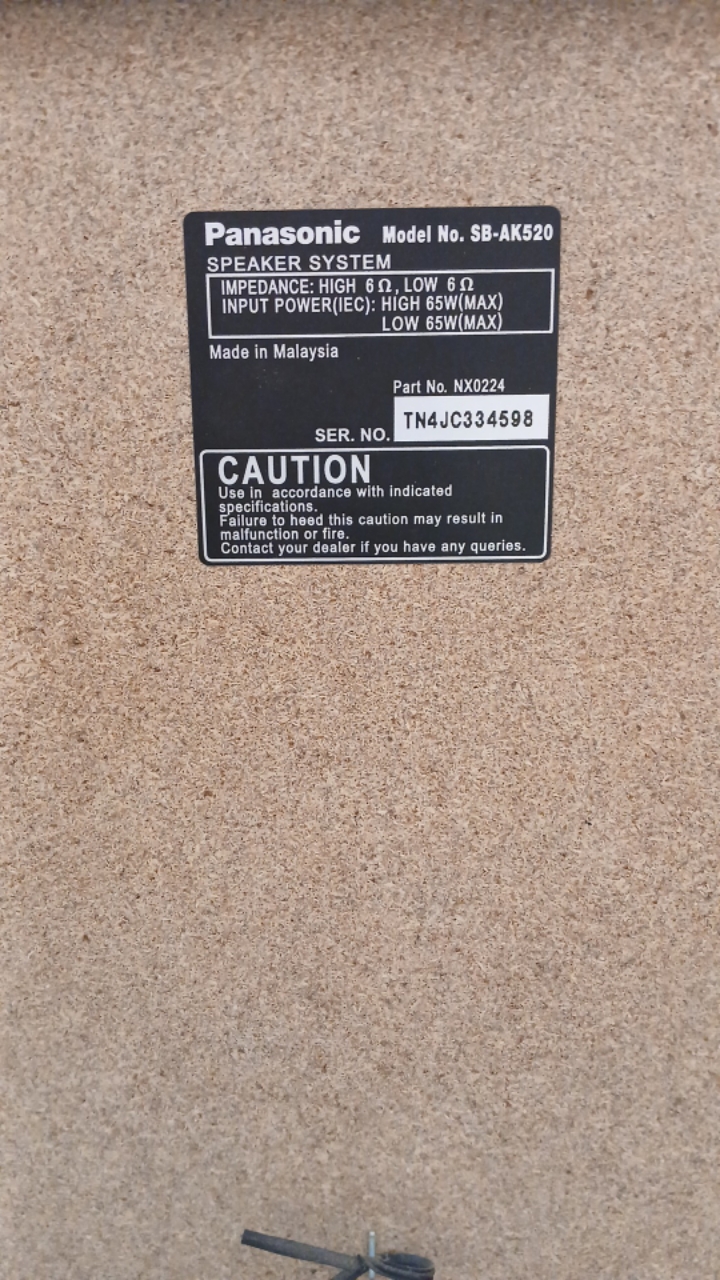 Panasonic Model No. SB-AK520
SPEAKER SYSTEM
IMPEDANCE: HIGH 6Ω, LOW 6Ω
INPUT POWER(IEC): HIGH 65W(MAX)
LOW 65W(MAX)
Made in Malaysia
Part No. NX0224
SER. NO. TN4JC334598
CAUTION
Use in accordance with indicated
specifications.
Failure to heed this caution may result in
malfunction or fire.
Contact your dealer if you have any queries.